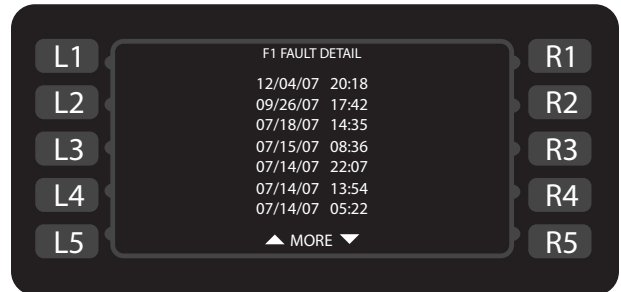 F1 FAULT DETAIL
L1
R1
12/04/07 20:18
09/26/07 17:42
L2
R2
07/18/07 14:35
07/15/07 08:36
L3
R3
07/14/07 22:07
07/14/07 13:54
L4
R4
07/14/07 05:22
MORE
L5
R5